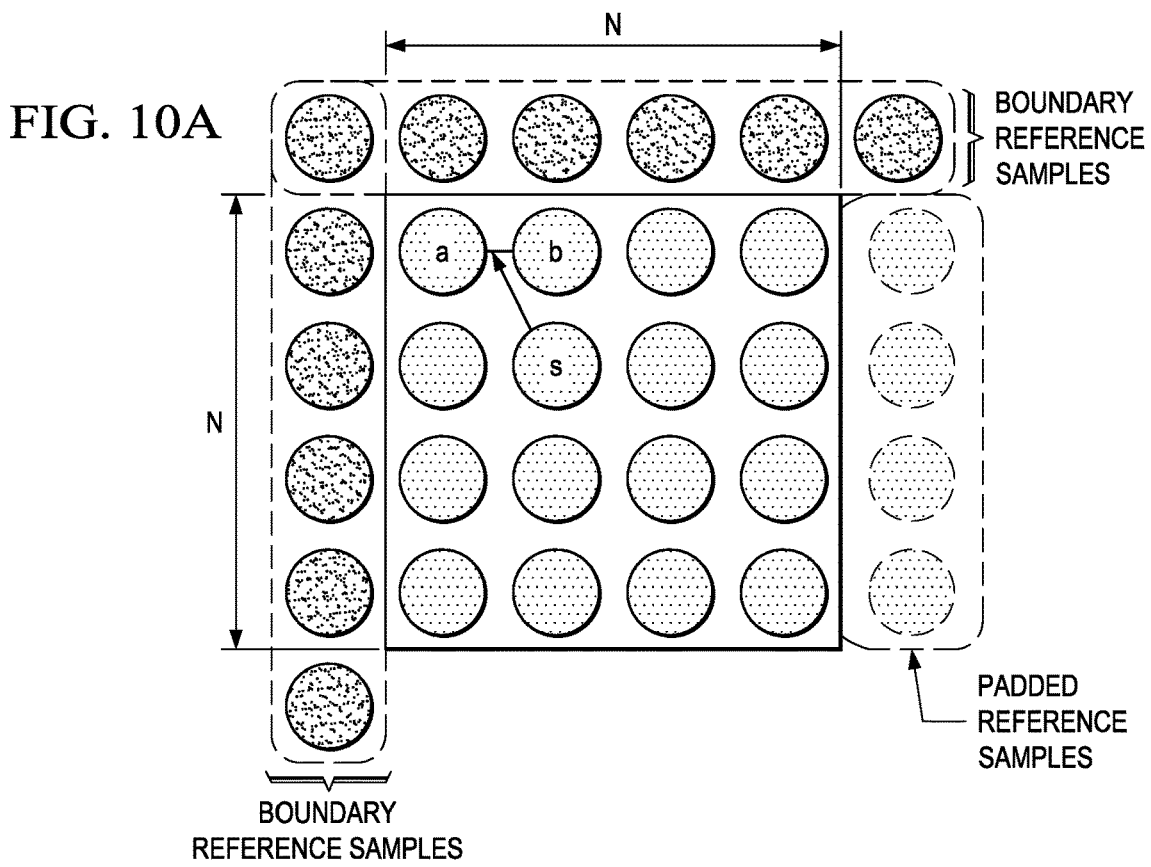 FIG. 10A
N
BOUNDARY
REFERENCE
SAMPLES
a
b
s
N
PADDED
REFERENCE
SAMPLES
BOUNDARY
REFERENCE SAMPLES